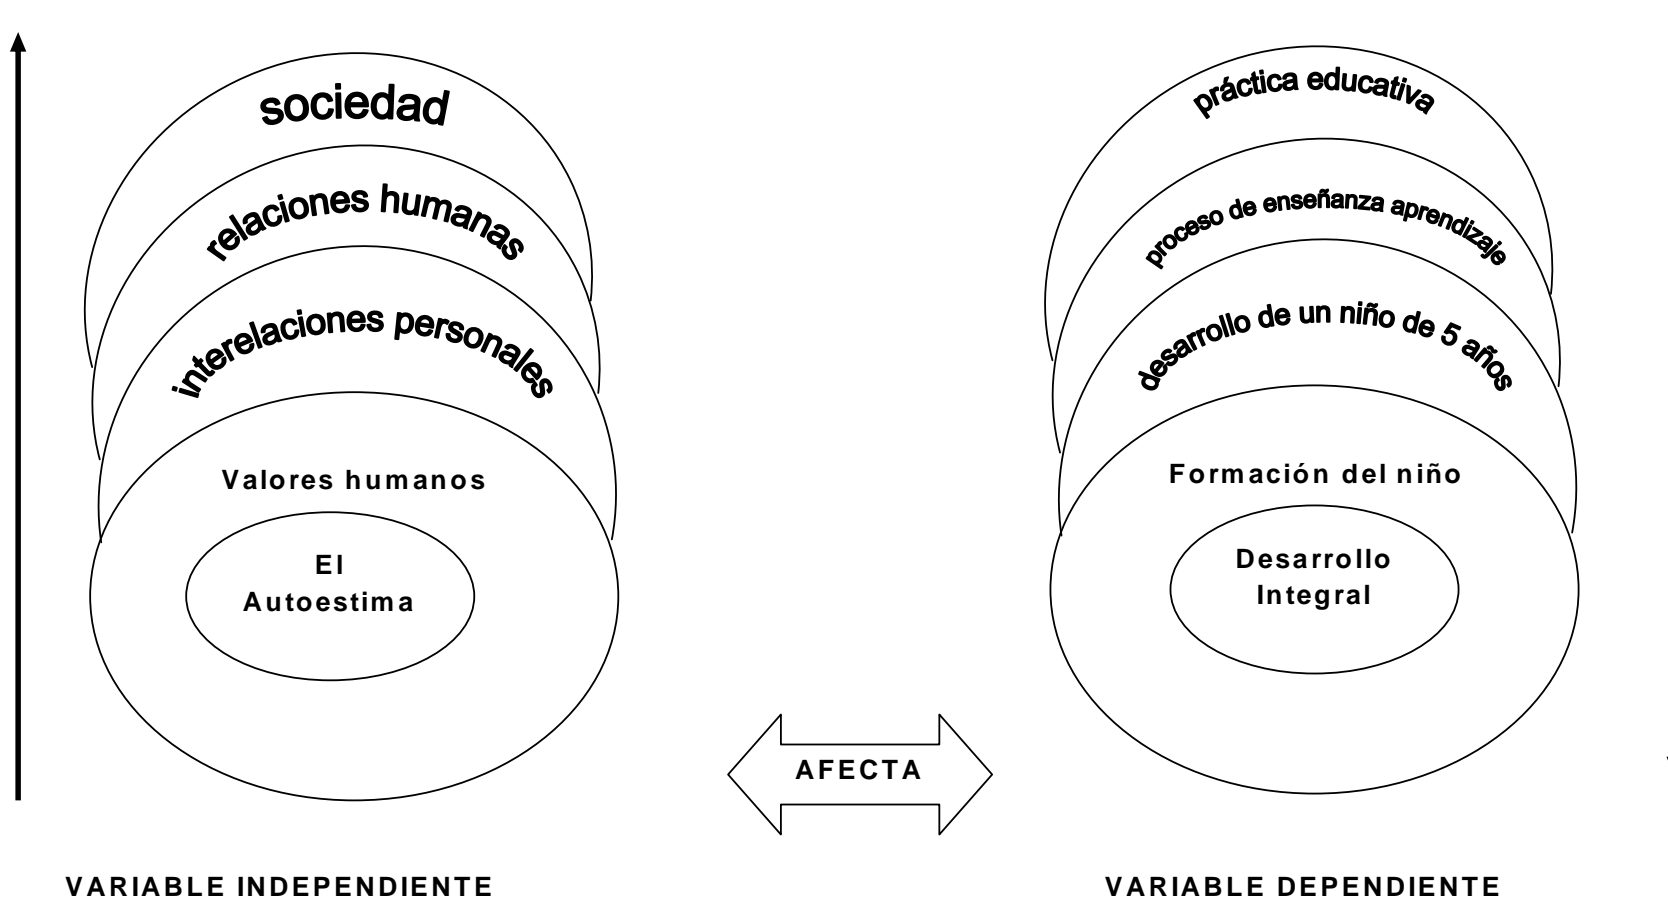 sociedad
relaciones humanas
interelaciones personales
Valores humanos
El
Autoestima
práctica educativa
proceso de enseñanza aprendizaje
desarrollo de un niño de 5 años
Formación del niño
Desarrollo
Integral
AFECTA
VARIABLE INDEPENDIENTE
VARIABLE DEPENDIENTE